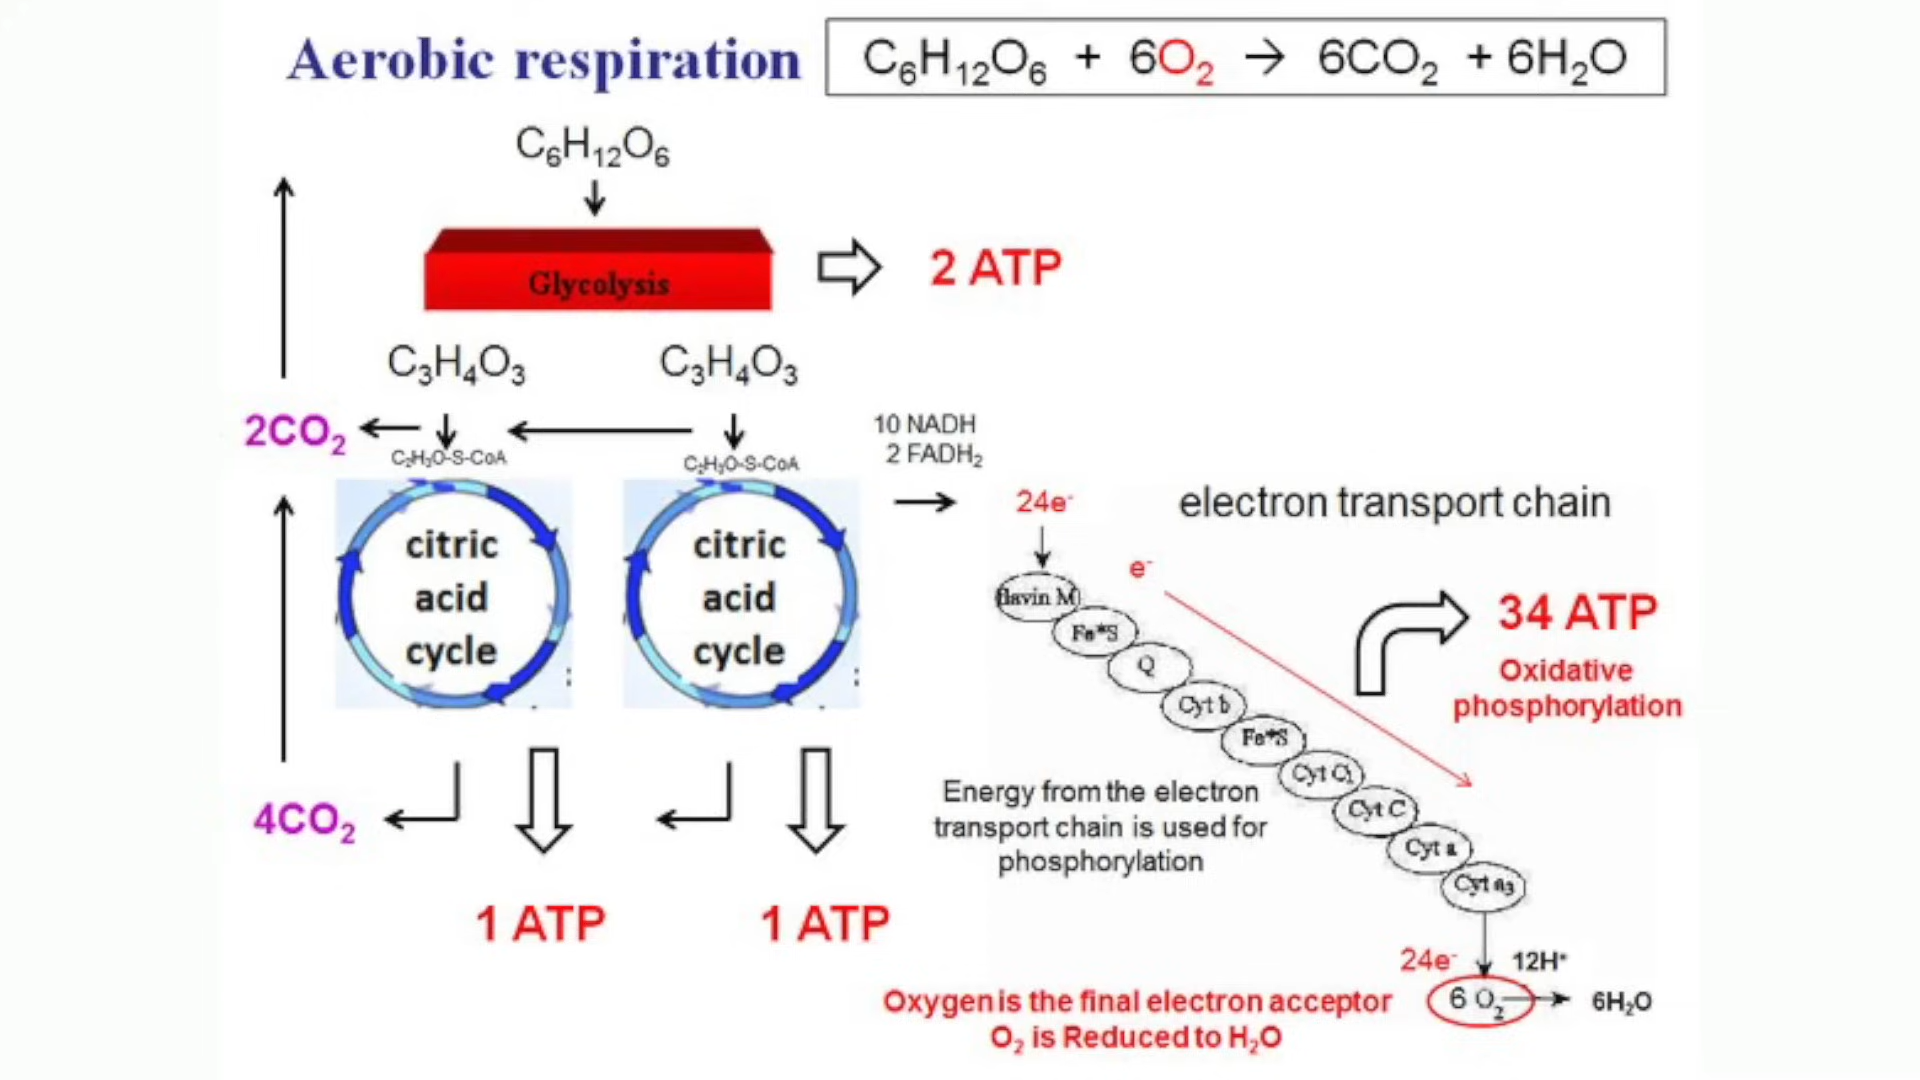 Aerobic respiration
C₆H₁₂O₆ + 6O₂ → 6CO₂ + 6H₂O
C₆H₁₂O₆
Glycolysis
2 ATP
C₃H₄O₃
C₃H₄O₃
2CO₂
C₂H₃O-S-CoA
C₂H₃O-S-CoA
10 NADH
2 FADH₂
citric
acid
cycle
citric
acid
cycle
24e⁻
electron transport chain
e⁻
flavin M
Fe*S
Q
Cyt b
Fe*S
Cyt C₁
Cyt C
Cyt a
Cyt a₃
34 ATP
Oxidative
phosphorylation
Energy from the electron
transport chain is used for
phosphorylation
4CO₂
1 ATP
1 ATP
24e⁻
12H⁺
6 O₂
6H₂O
Oxygen is the final electron acceptor
O₂ is Reduced to H₂O